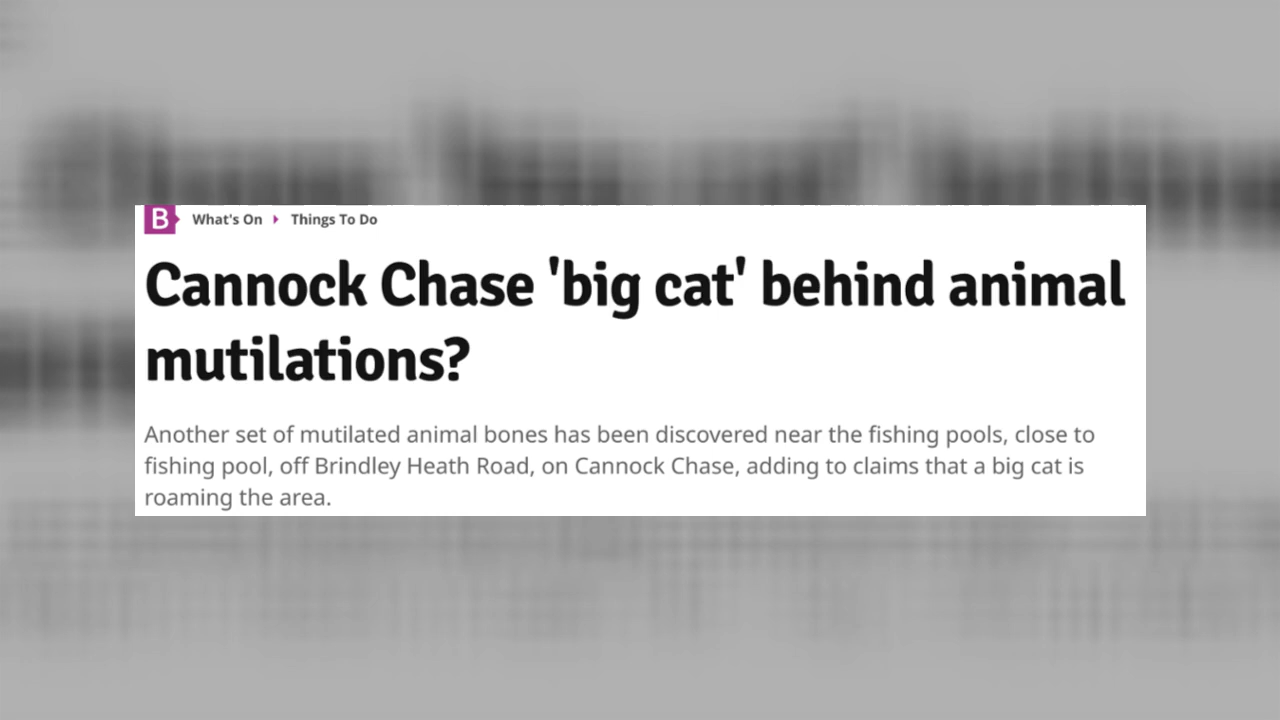 B What's On Things To Do
Cannock Chase 'big cat' behind animal
mutilations?
Another set of mutilated animal bones has been discovered near the fishing pools, close to
fishing pool, off Brindley Heath Road, on Cannock Chase, adding to claims that a big cat is
roaming the area.